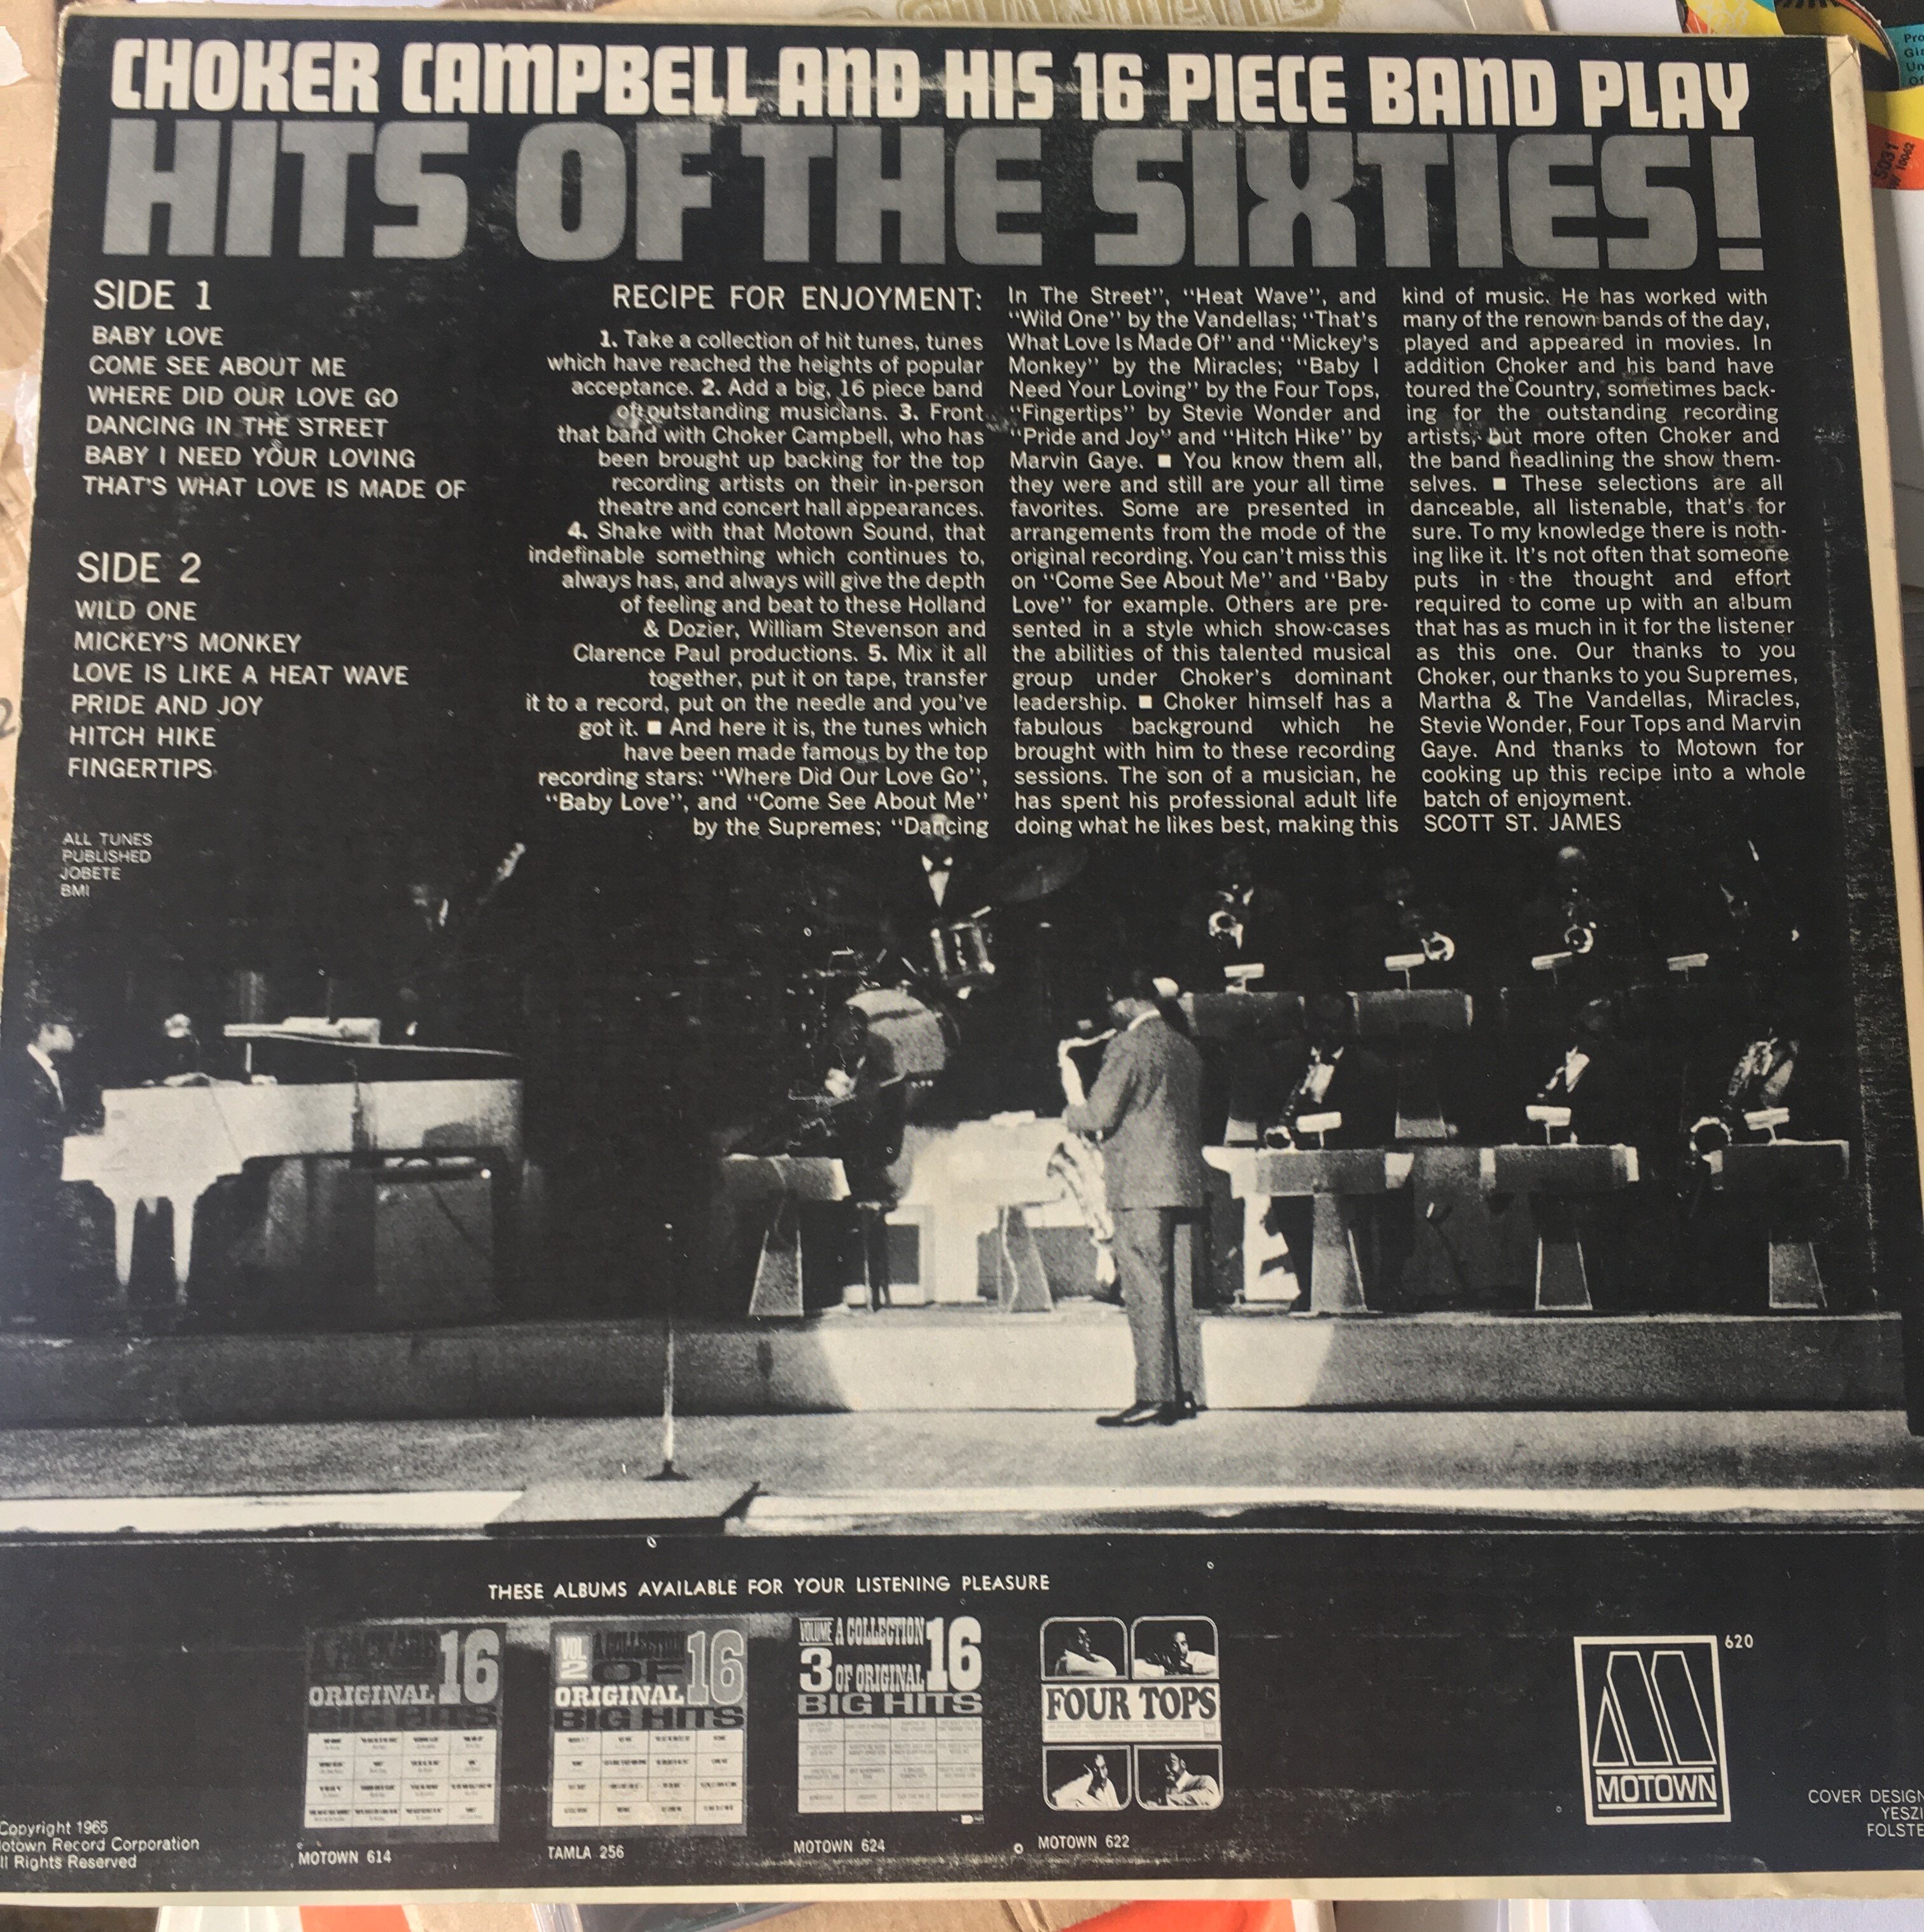 CHOKER CAMPBELL AND HIS 16 PIECE BAND PLAY
HITS OF THE SIXTIES!
SIDE 1
BABY LOVE
COME SEE ABOUT ME
WHERE DID OUR LOVE GO
DANCING IN THE STREET
BABY I NEED YOUR LOVING
THAT'S WHAT LOVE IS MADE OF
SIDE 2
WILD ONE
MICKEY'S MONKEY
LOVE IS LIKE A HEAT WAVE
PRIDE AND JOY
HITCH HIKE
FINGERTIPS
ALL TUNES
PUBLISHED
JOBETE
BMI
RECIPE FOR ENJOYMENT:
1. Take a collection of hit tunes, tunes
which have reached the heights of popular
acceptance. 2. Add a big, 16 piece band
of outstanding musicians. 3. Front
that band with Choker Campbell, who has
been brought up backing for the top
recording artists on their in-person
theatre and concert hall appearances.
4. Shake with that Motown Sound, that
indefinable something which continues to,
always has, and always will give the depth
of feeling and beat to these Holland
& Dozier, William Stevenson and
Clarence Paul productions. 5. Mix it all
together, put it on tape, transfer
it to a record, put on the needle and you've
got it. ■ And here it is, the tunes which
have been made famous by the top
recording stars: "Where Did Our Love Go",
"Baby Love", and "Come See About Me"
by the Supremes; "Dancing
In The Street", "Heat Wave", and
"Wild One" by the Vandellas; "That's
What Love Is Made Of" and "Mickey's
Monkey" by the Miracles; "Baby I
Need Your Loving" by the Four Tops,
"Fingertips" by Stevie Wonder and
"Pride and Joy" and "Hitch Hike" by
Marvin Gaye. ■ You know them all,
they were and still are your all time
favorites. Some are presented in
arrangements from the mode of the
original recording. You can't miss this
on "Come See About Me" and "Baby
Love" for example. Others are pre-
sented in a style which show-cases
the abilities of this talented musical
group under Choker's dominant
leadership. ■ Choker himself has a
fabulous background which he
brought with him to these recording
sessions. The son of a musician, he
has spent his professional adult life
doing what he likes best, making this
kind of music. He has worked with
many of the renown bands of the day,
played and appeared in movies. In
addition Choker and his band have
toured the Country, sometimes back-
ing for the outstanding recording
artists, but more often Choker and
the band headlining the show them-
selves. ■ These selections are all
danceable, all listenable, that's for
sure. To my knowledge there is noth-
ing like it. It's not often that someone
puts in the thought and effort
required to come up with an album
that has as much in it for the listener
as this one. Our thanks to you
Choker, our thanks to you Supremes,
Martha & The Vandellas, Miracles,
Stevie Wonder, Four Tops and Marvin
Gaye. And thanks to Motown for
cooking up this recipe into a whole
batch of enjoyment.
SCOTT ST. JAMES
THESE ALBUMS AVAILABLE FOR YOUR LISTENING PLEASURE
A PACKAGE 16
ORIGINAL
BIG HITS
MOTOWN 614
VOL 2 A COLLECTION OF 16
ORIGINAL
BIG HITS
TAMLA 256
VOLUME 3 A COLLECTION 16
OF ORIGINAL
BIG HITS
MOTOWN 624
FOUR TOPS
MOTOWN 622
620
MOTOWN
Copyright 1965
otown Record Corporation
ll Rights Reserved
COVER DESIGN
YESZI
FOLSTE
5031